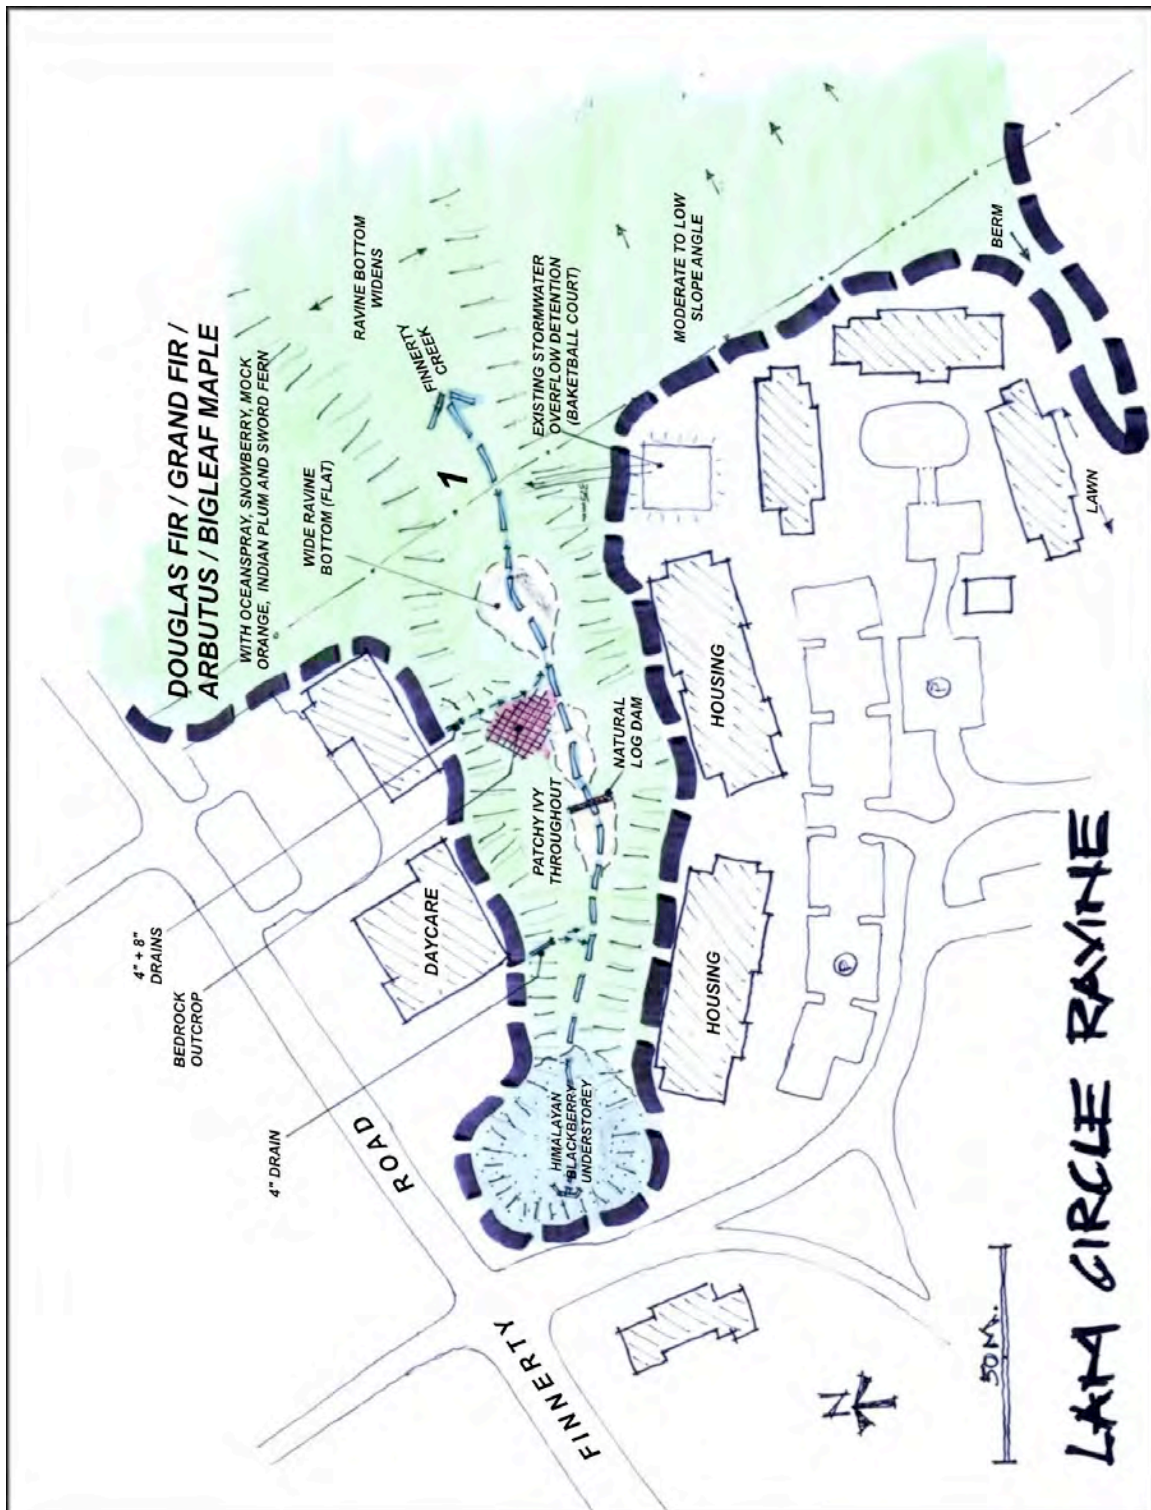 DOUGLAS FIR / GRAND FIR /
ARBUTUS / BIGLEAF MAPLE
WITH OCEANSPRAY, SNOWBERRY, MOCK
ORANGE, INDIAN PLUM AND SWORD FERN
WIDE RAVINE
BOTTOM (FLAT)
RAVINE BOTTOM
WIDENS
FINNERTY
CREEK
1
4" + 8"
DRAINS
BEDROCK
OUTCROP
4" DRAIN
DAYCARE
PATCHY IVY
THROUGHOUT
NATURAL
LOG DAM
EXISTING STORMWATER
OVERFLOW DETENTION
(BAKETBALL COURT)
MODERATE TO LOW
SLOPE ANGLE
BERM
LAWN
HIMALAYAN
BLACKBERRY
UNDERSTOREY
HOUSING
HOUSING
P
P
FINNERTY
ROAD
N
50 M.
LAM CIRCLE RAVINE